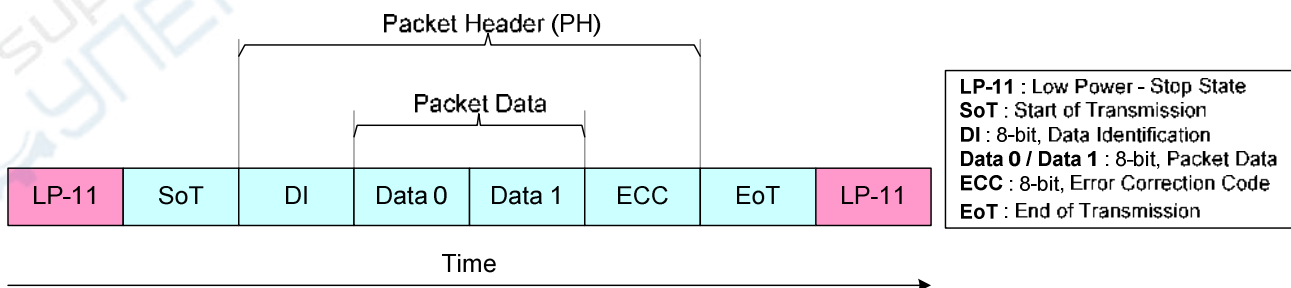 Packet Header (PH)
Packet Data
LP-11 SoT DI Data 0 Data 1 ECC EoT LP-11
Time
LP-11 : Low Power - Stop State
SoT : Start of Transmission
DI : 8-bit, Data Identification
Data 0 / Data 1 : 8-bit, Packet Data
ECC : 8-bit, Error Correction Code
EoT : End of Transmission